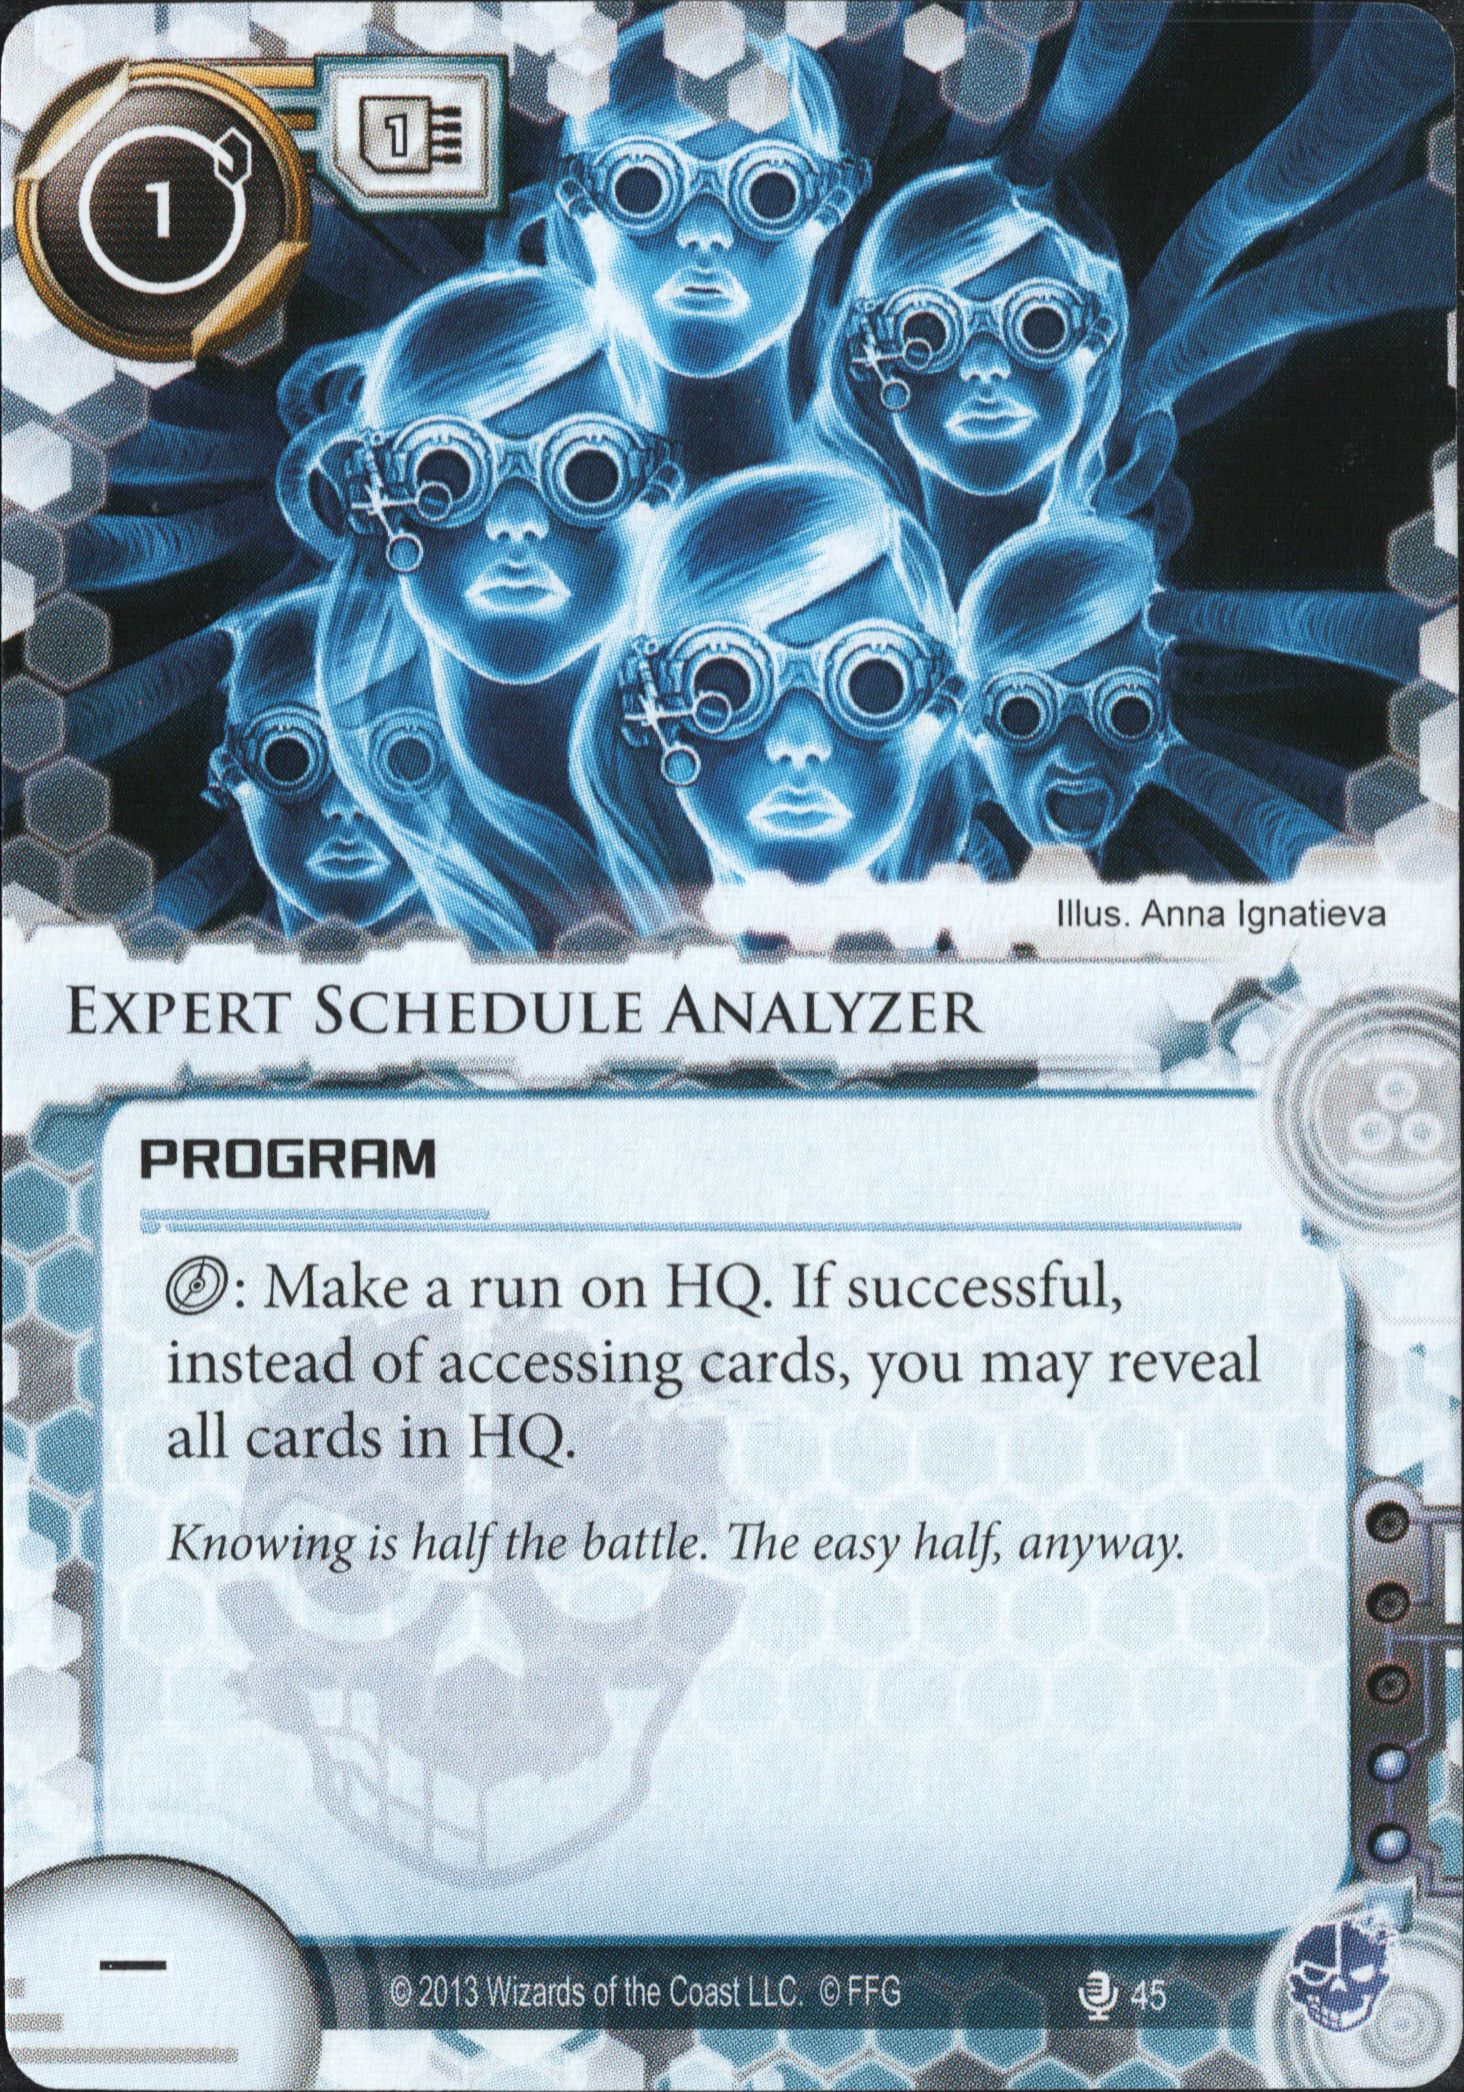 1
1
Illus. Anna Ignatieva
EXPERT SCHEDULE ANALYZER
PROGRAM
: Make a run on HQ. If successful,
instead of accessing cards, you may reveal
all cards in HQ.
Knowing is half the battle. The easy half, anyway.
–
© 2013 Wizards of the Coast LLC. © FFG
45